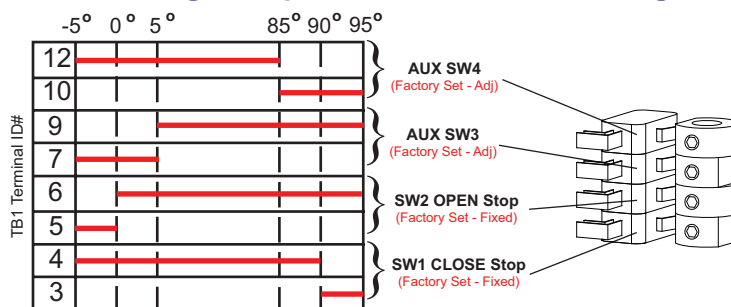 -5° 0° 5° 85° 90° 95°
12
10
9
7
6
5
4
3
TB1 Terminal ID#
AUX SW4
(Factory Set - Adj)
AUX SW3
(Factory Set - Adj)
SW2 OPEN Stop
(Factory Set - Fixed)
SW1 CLOSE Stop
(Factory Set - Fixed)